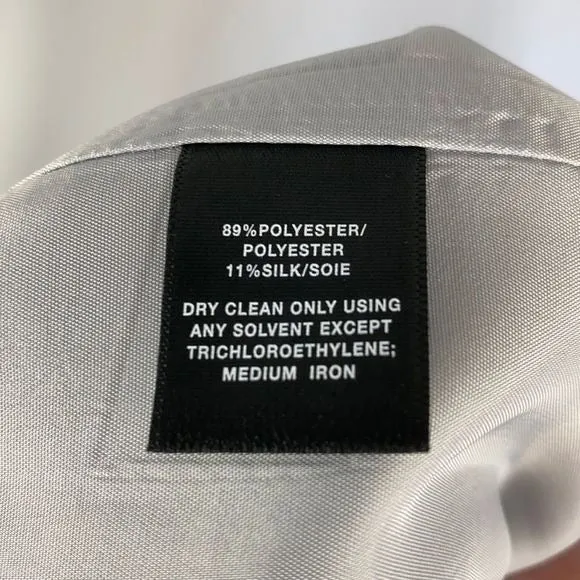 89%POLYESTER/
POLYESTER
11%SILK/SOIE
DRY CLEAN ONLY USING
ANY SOLVENT EXCEPT
TRICHLOROETHYLENE;
MEDIUM IRON